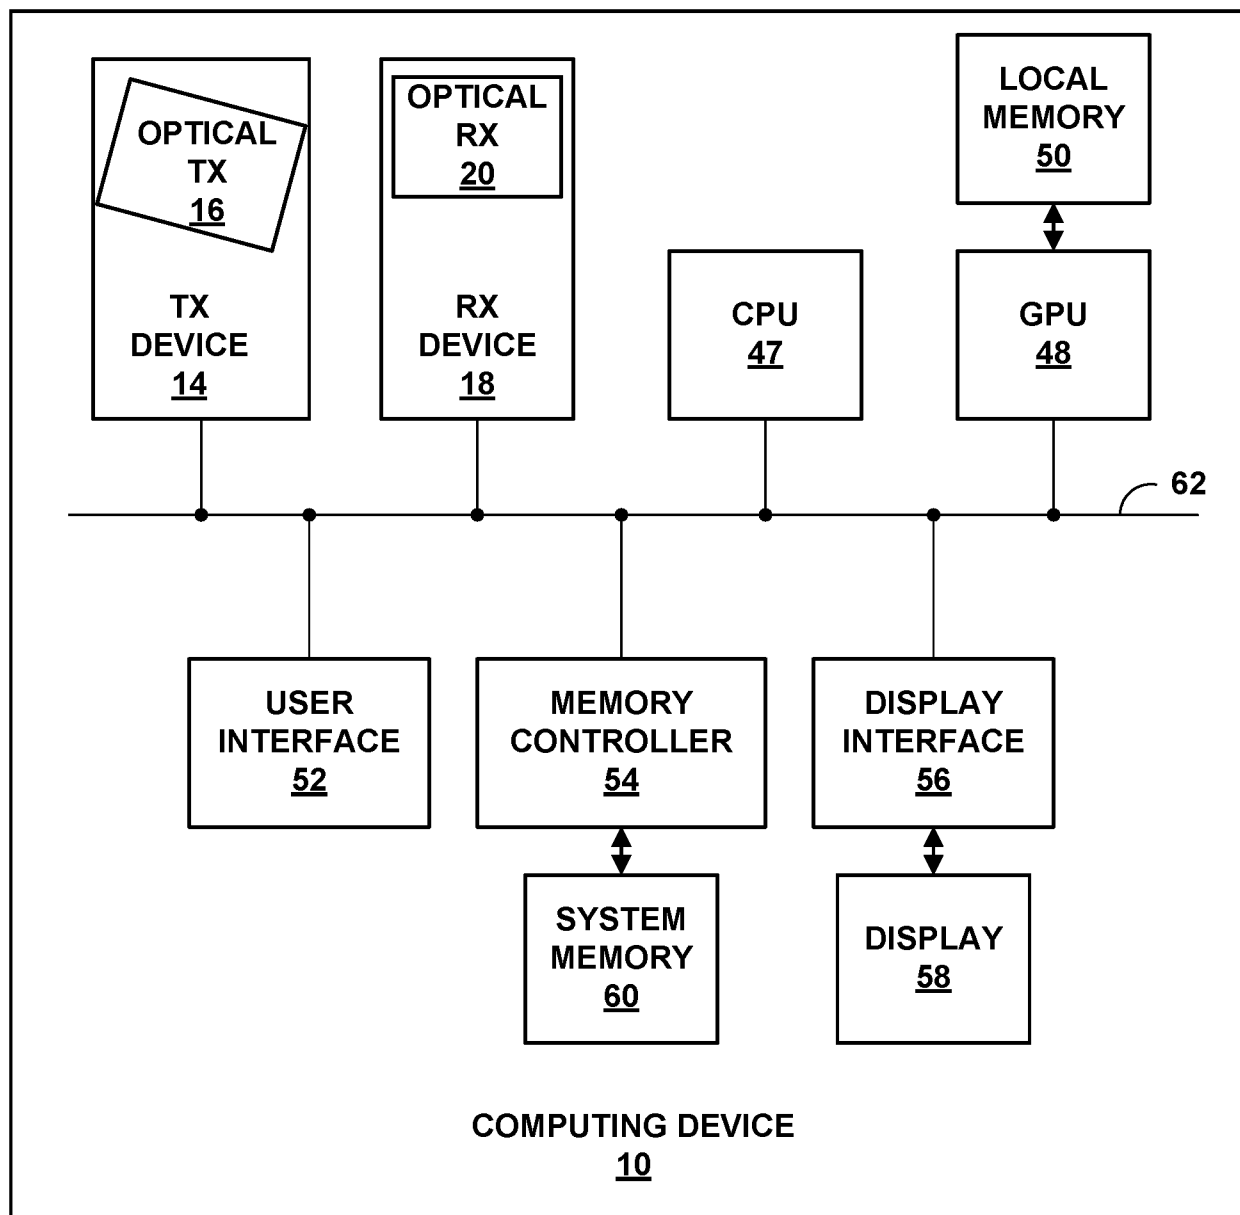 OPTICAL
TX
16
TX
DEVICE
14
OPTICAL
RX
20
RX
DEVICE
18
CPU
47
LOCAL
MEMORY
50
GPU
48
62
USER
INTERFACE
52
MEMORY
CONTROLLER
54
DISPLAY
INTERFACE
56
SYSTEM
MEMORY
60
DISPLAY
58
COMPUTING DEVICE
10